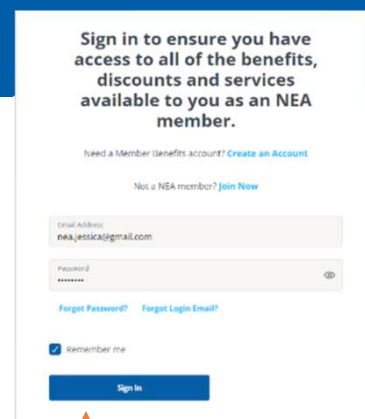 Sign in to ensure you have
access to all of the benefits,
discounts and services
available to you as an NEA
member.
Need a Member Benefits account? Create an Account
Not a NEA member? Join Now
Email Address
nea.jessica@gmail.com
Password
••••••••
Forgot Password? Forgot Login Email?
Remember me
Sign In